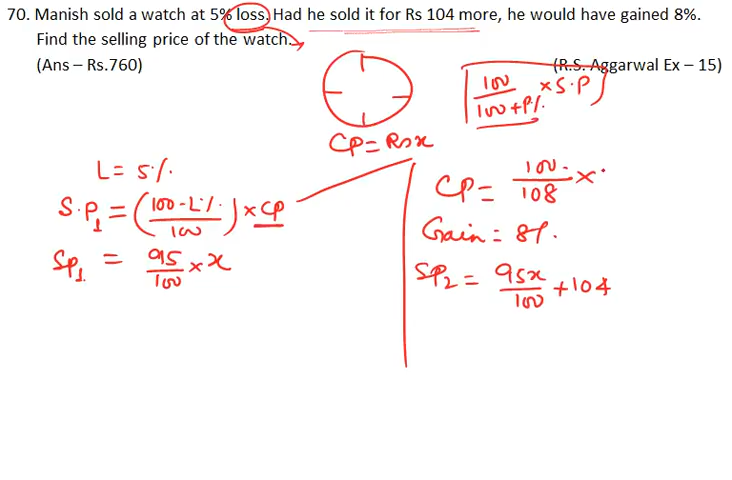 70. Manish sold a watch at 5% loss. Had he sold it for Rs 104 more, he would have gained 8%.
Find the selling price of the watch.
(Ans – Rs.760)
(R.S. Aggarwal Ex – 15)
100/100+P% × S.P
CP = Rs x
L = 5%
S.P₁ = (100-L%/100) × CP
SP₁ = 95/100 × x
CP = 100/108 ×
Gain = 8%.
SP₂ = 95x/100 + 104